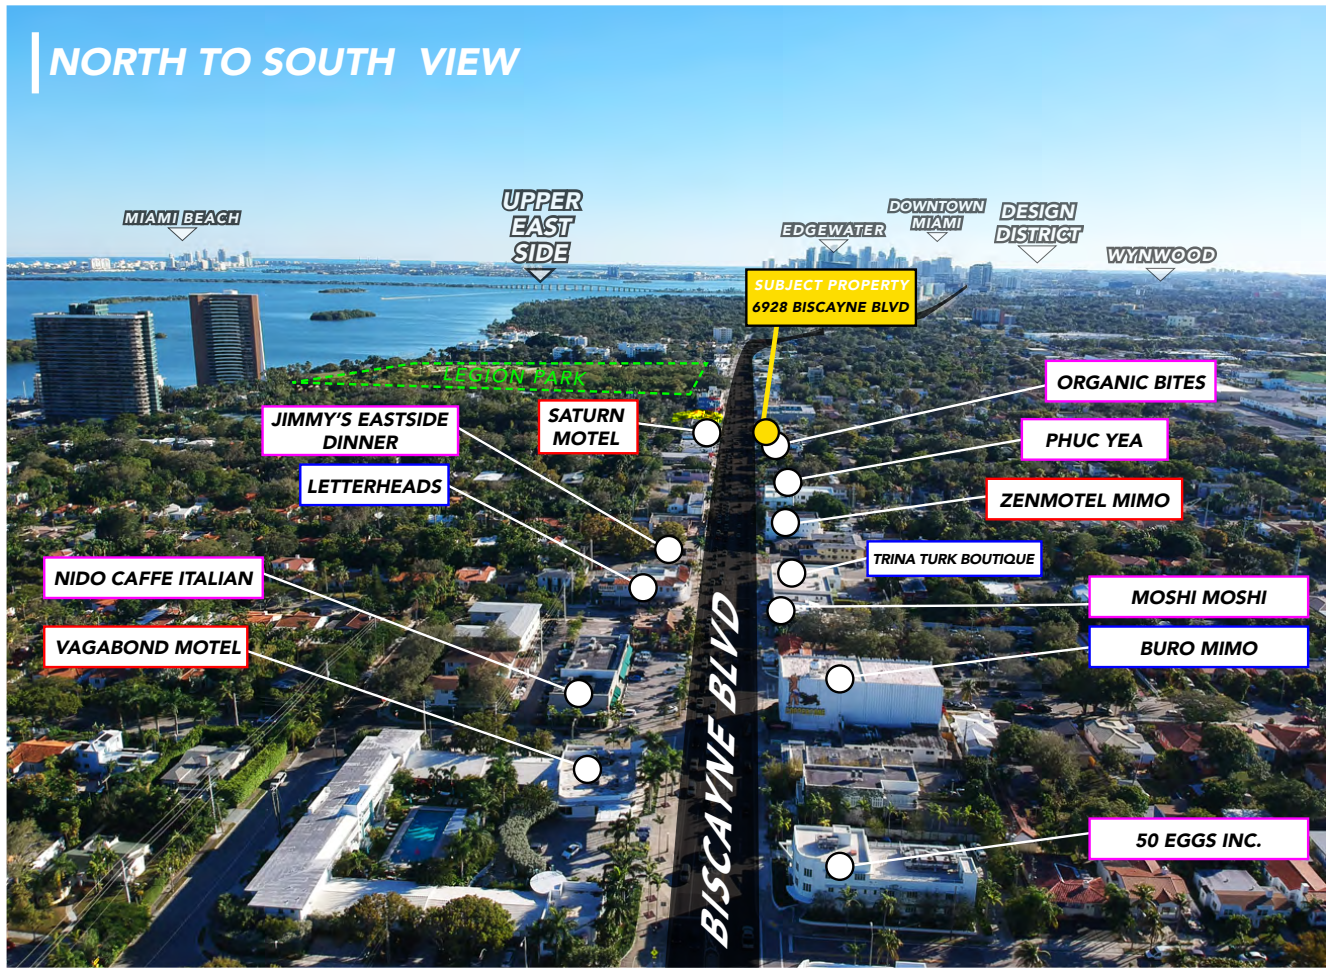 NORTH TO SOUTH VIEW
MIAMI BEACH
UPPER
EAST
SIDE
EDGEWATER
DOWNTOWN
MIAMI
DESIGN
DISTRICT
WYNWOOD
SUBJECT PROPERTY
6928 BISCAYNE BLVD
LEGION PARK
ORGANIC BITES
JIMMY'S EASTSIDE
DINNER
SATURN
MOTEL
PHUC YEA
LETTERHEADS
ZENMOTEL MIMO
TRINA TURK BOUTIQUE
NIDO CAFFE ITALIAN
MOSHI MOSHI
VAGABOND MOTEL
BURO MIMO
BISCAYNE BLVD
50 EGGS INC.